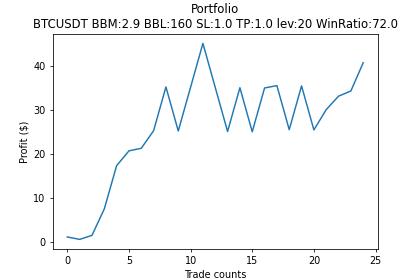 Portfolio
BTCUSDT BBM:2.9 BBL:160 SL:1.0 TP:1.0 lev:20 WinRatio:72.0
40
30
20
10
0
Profit ($)
0 5 10 15 20 25
Trade counts